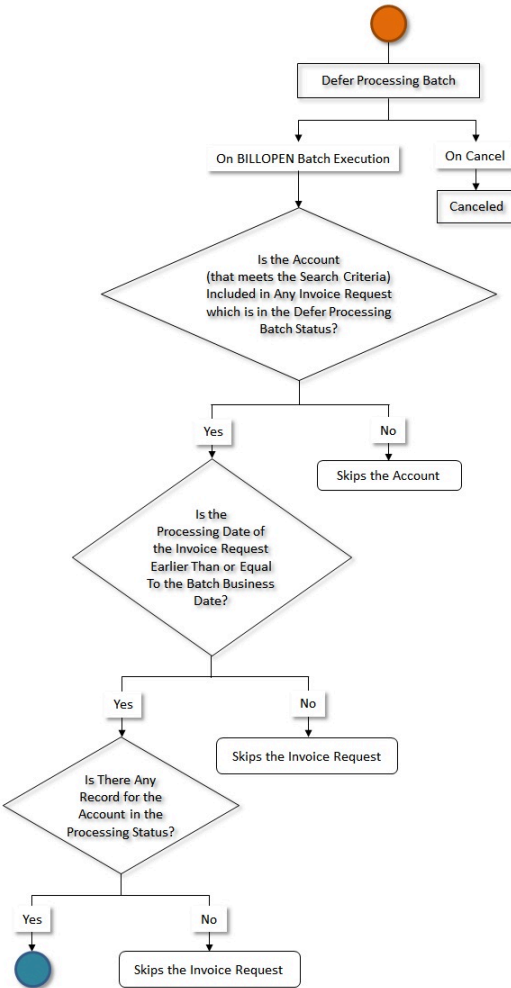 Defer Processing Batch
On BILLOPEN Batch Execution
On Cancel
Canceled
Is the Account
(that meets the Search Criteria)
Included in Any Invoice Request
which is in the Defer Processing
Batch Status?
Yes
No
Skips the Account
Is the
Processing Date of
the Invoice Request
Earlier Than or Equal
To the Batch Business
Date?
Yes
No
Skips the Invoice Request
Is There Any
Record for the
Account in the
Processing Status?
Yes
No
Skips the Invoice Request